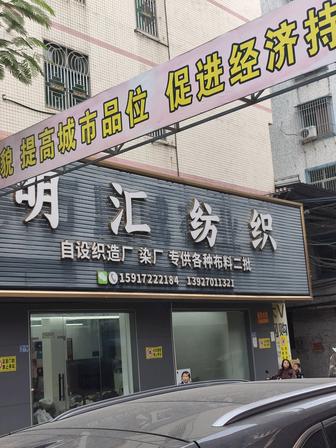 貌 提高城市品位 促进经济持
明汇纺织
自设织造厂 染厂 专供各种布料二批
15917222184 13927011321